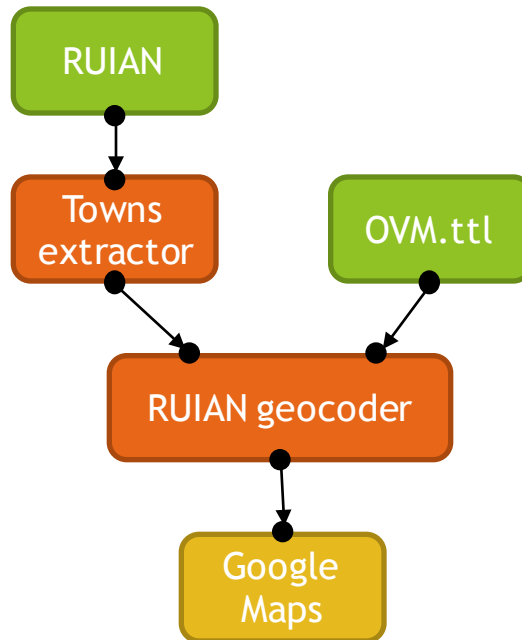 RUIAN
Towns
extractor
OVM.ttl
RUIAN geocoder
Google
Maps